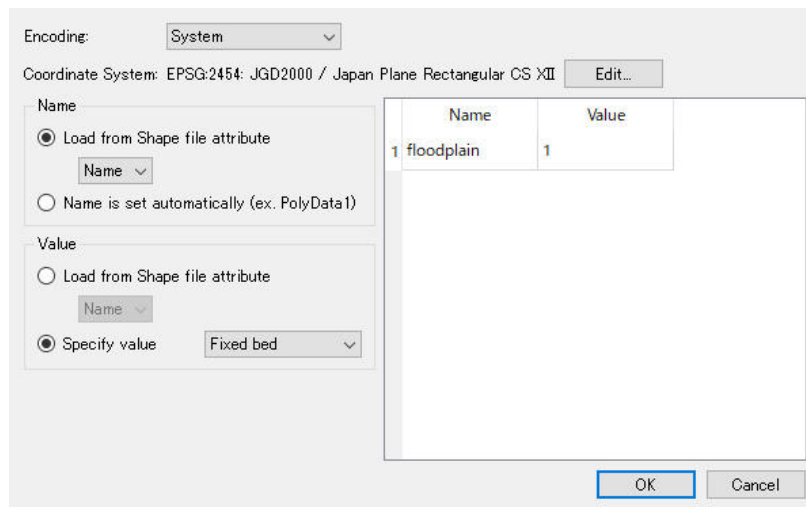 Encoding: System
Coordinate System: EPSG:2454: JGD2000 / Japan Plane Rectangular CS XII Edit...
Name
Load from Shape file attribute
Name
Name is set automatically (ex. PolyData1)
Value
Load from Shape file attribute
Name
Specify value Fixed bed
Name Value
1 floodplain 1
OK Cancel